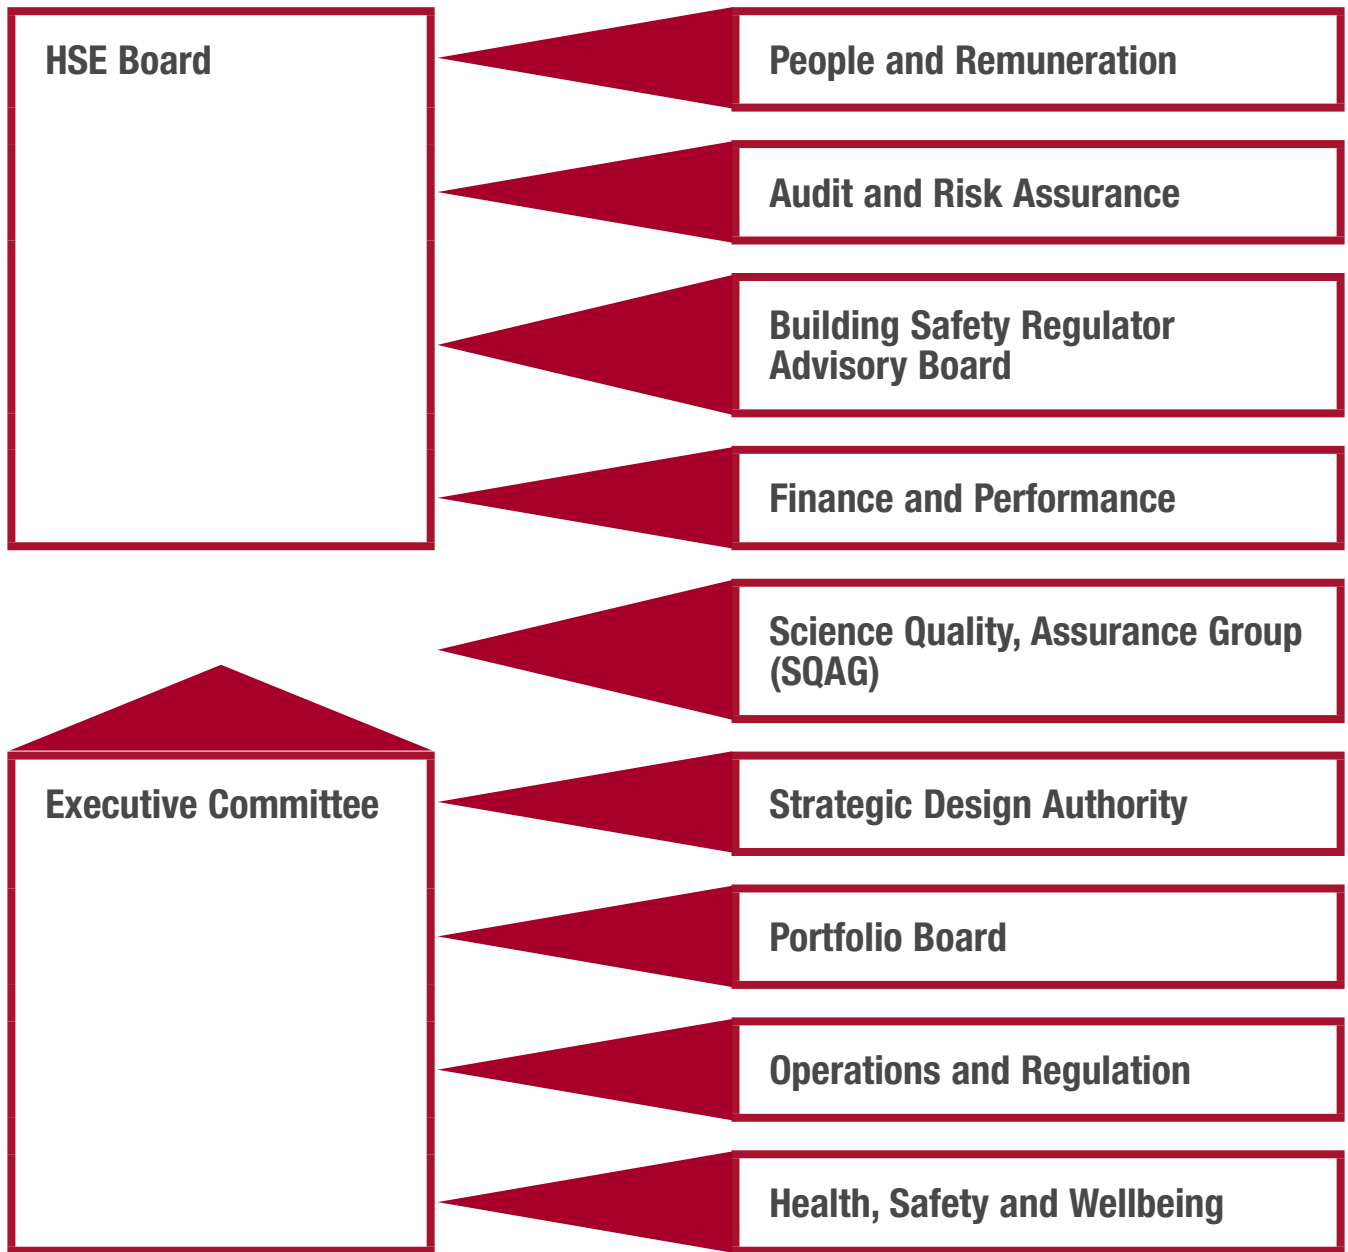 HSE Board
People and Remuneration
Audit and Risk Assurance
Building Safety Regulator
Advisory Board
Finance and Performance
Science Quality, Assurance Group
(SQAG)
Executive Committee
Strategic Design Authority
Portfolio Board
Operations and Regulation
Health, Safety and Wellbeing